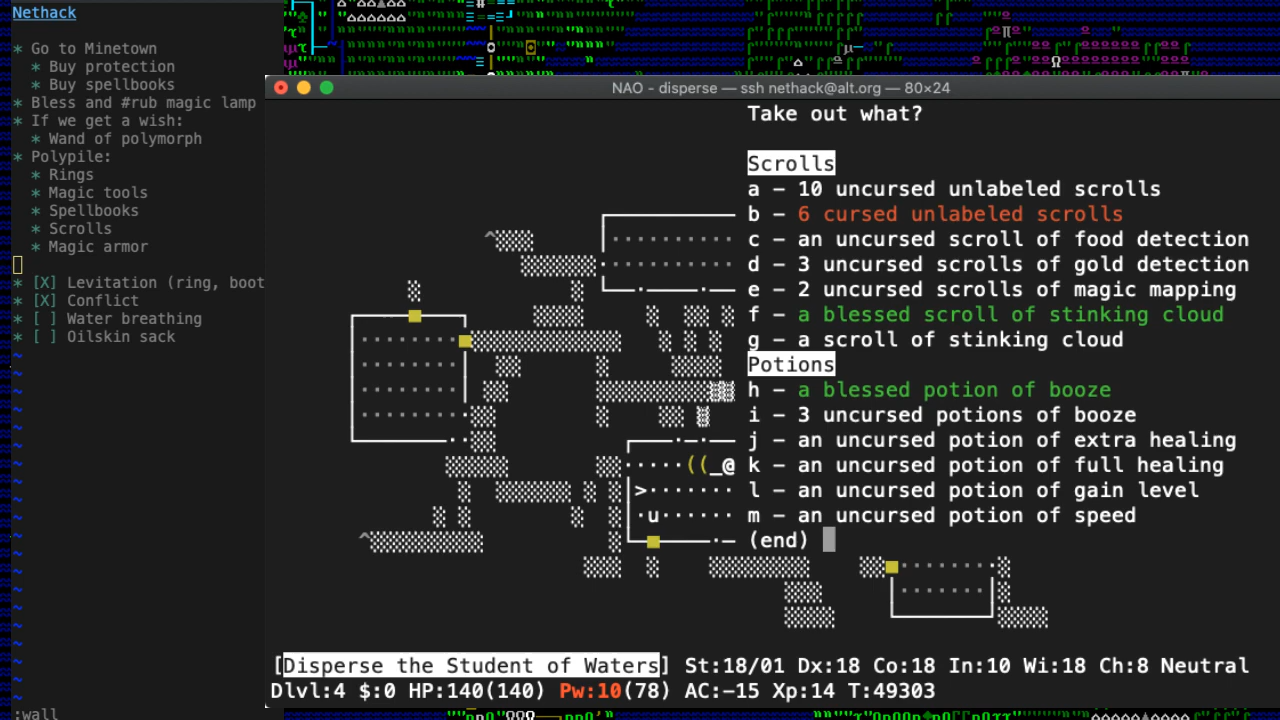 Nethack
* Go to Minetown
* Buy protection
* Buy spellbooks
* Bless and #rub magic lamp
* If we get a wish:
* Wand of polymorph
* Polypile:
* Rings
* Magic tools
* Spellbooks
* Scrolls
* Magic armor
* [X] Levitation (ring, boot
* [X] Conflict
* [ ] Water breathing
* [ ] Oilskin sack
:wall
NAO - disperse — ssh nethack@alt.org — 80×24
Take out what?
Scrolls
a - 10 uncursed unlabeled scrolls
b - 6 cursed unlabeled scrolls
c - an uncursed scroll of food detection
d - 3 uncursed scrolls of gold detection
e - 2 uncursed scrolls of magic mapping
f - a blessed scroll of stinking cloud
g - a scroll of stinking cloud
Potions
h - a blessed potion of booze
i - 3 uncursed potions of booze
j - an uncursed potion of extra healing
k - an uncursed potion of full healing
l - an uncursed potion of gain level
m - an uncursed potion of speed
(end)
[Disperse the Student of Waters] St:18/01 Dx:18 Co:18 In:10 Wi:18 Ch:8 Neutral
Dlvl:4 $:0 HP:140(140) Pw:10(78) AC:-15 Xp:14 T:49303